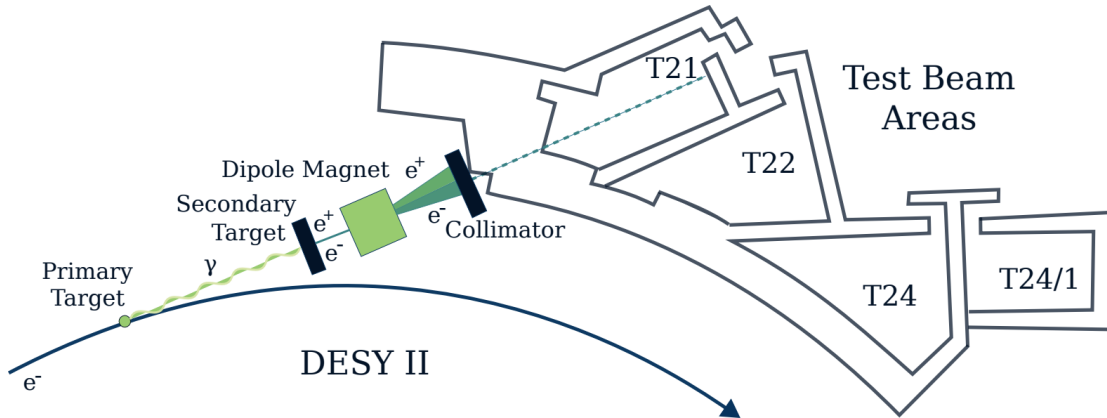 T21
Test Beam
Areas
T22
Dipole Magnet
e+
Secondary
Target
e+
e-
e-
Collimator
Primary
Target
γ
T24
T24/1
DESY II
e-